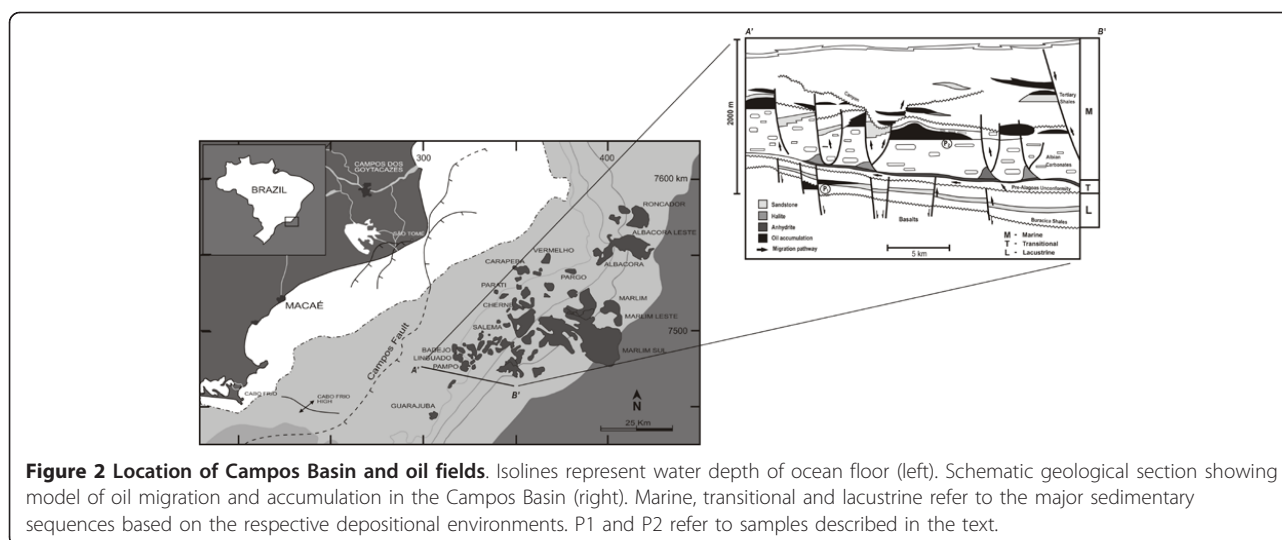 A'
B'
2000 m
Campos
Tertiary
Shales
M
P₂
Albian
Carbonates
Pre-Alagoas Unconformity
T
P₁
L
Buracica Shales
Basalts
Sandstone
Halite
Anhydrite
Oil accumulation
Migration pathway
5 km
M - Marine
T - Transitional
L - Lacustrine
BRAZIL
CAMPOS DOS
GOYTACAZES
SÃO TOMÉ
MACAÉ
300
400
7600 km
7500
RONCADOR
ALBACORA LESTE
ALBACORA
VERMELHO
CARAPEBA
PARGO
PARATI
CHERNE
MARLIM
MARLIM LESTE
MARLIM SUL
SALEMA
BADEJO
LINGUADO
PAMPO
Campos Fault
A'
B'
GUARAJUBA
CABO FRIO
CABO FRIO
HIGH
N
25 Km
Figure 2 Location of Campos Basin and oil fields. Isolines represent water depth of ocean floor (left). Schematic geological section showing
model of oil migration and accumulation in the Campos Basin (right). Marine, transitional and lacustrine refer to the major sedimentary
sequences based on the respective depositional environments. P1 and P2 refer to samples described in the text.